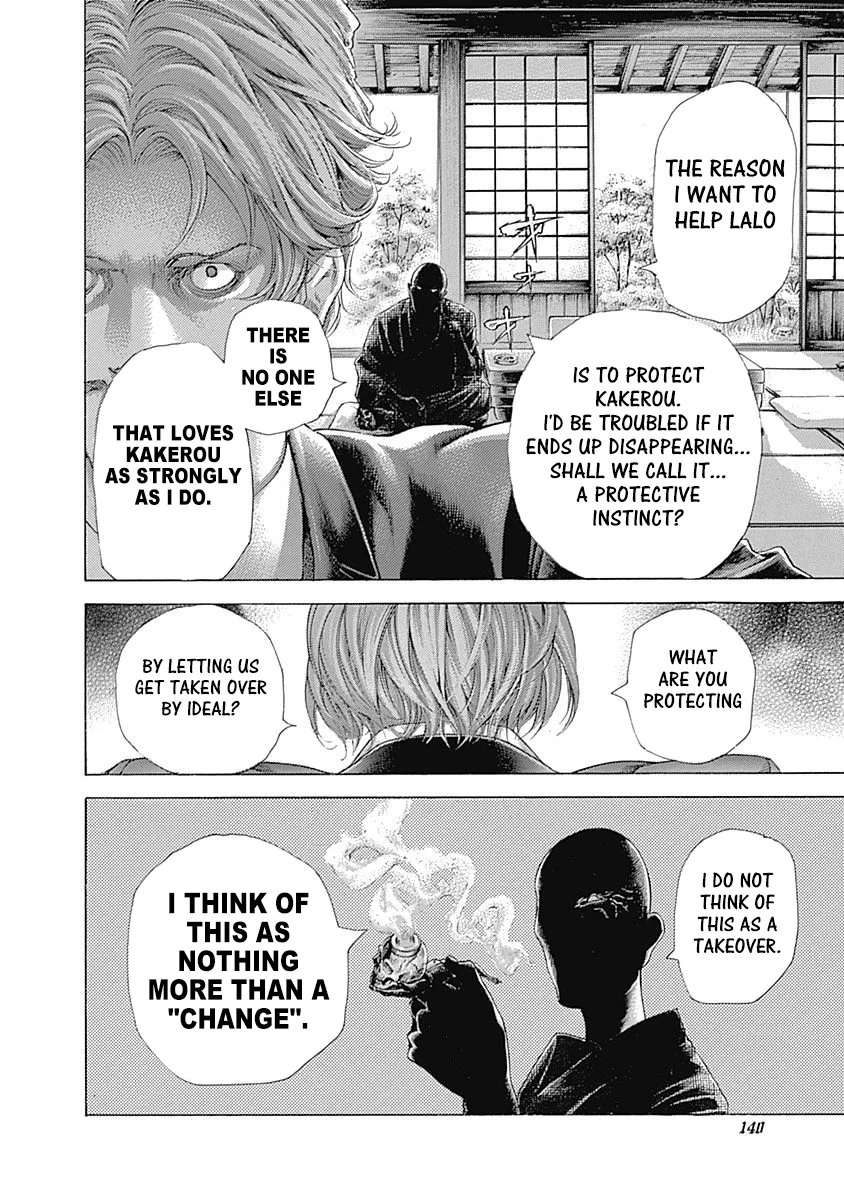 THE REASON
I WANT TO
HELP LALO
IS TO PROTECT
KAKEROU.
I'D BE TROUBLED IF IT
ENDS UP DISAPPEARING...
SHALL WE CALL IT...
A PROTECTIVE
INSTINCT?
ォ
ォ
ォ
THERE
IS
NO ONE
ELSE
THAT LOVES
KAKEROU
AS STRONGLY
AS I DO.
WHAT
ARE YOU
PROTECTING
BY LETTING US
GET TAKEN OVER
BY IDEAL?
I DO NOT
THINK OF
THIS AS A
TAKEOVER.
I THINK OF
THIS AS
NOTHING
MORE THAN A
"CHANGE".
140